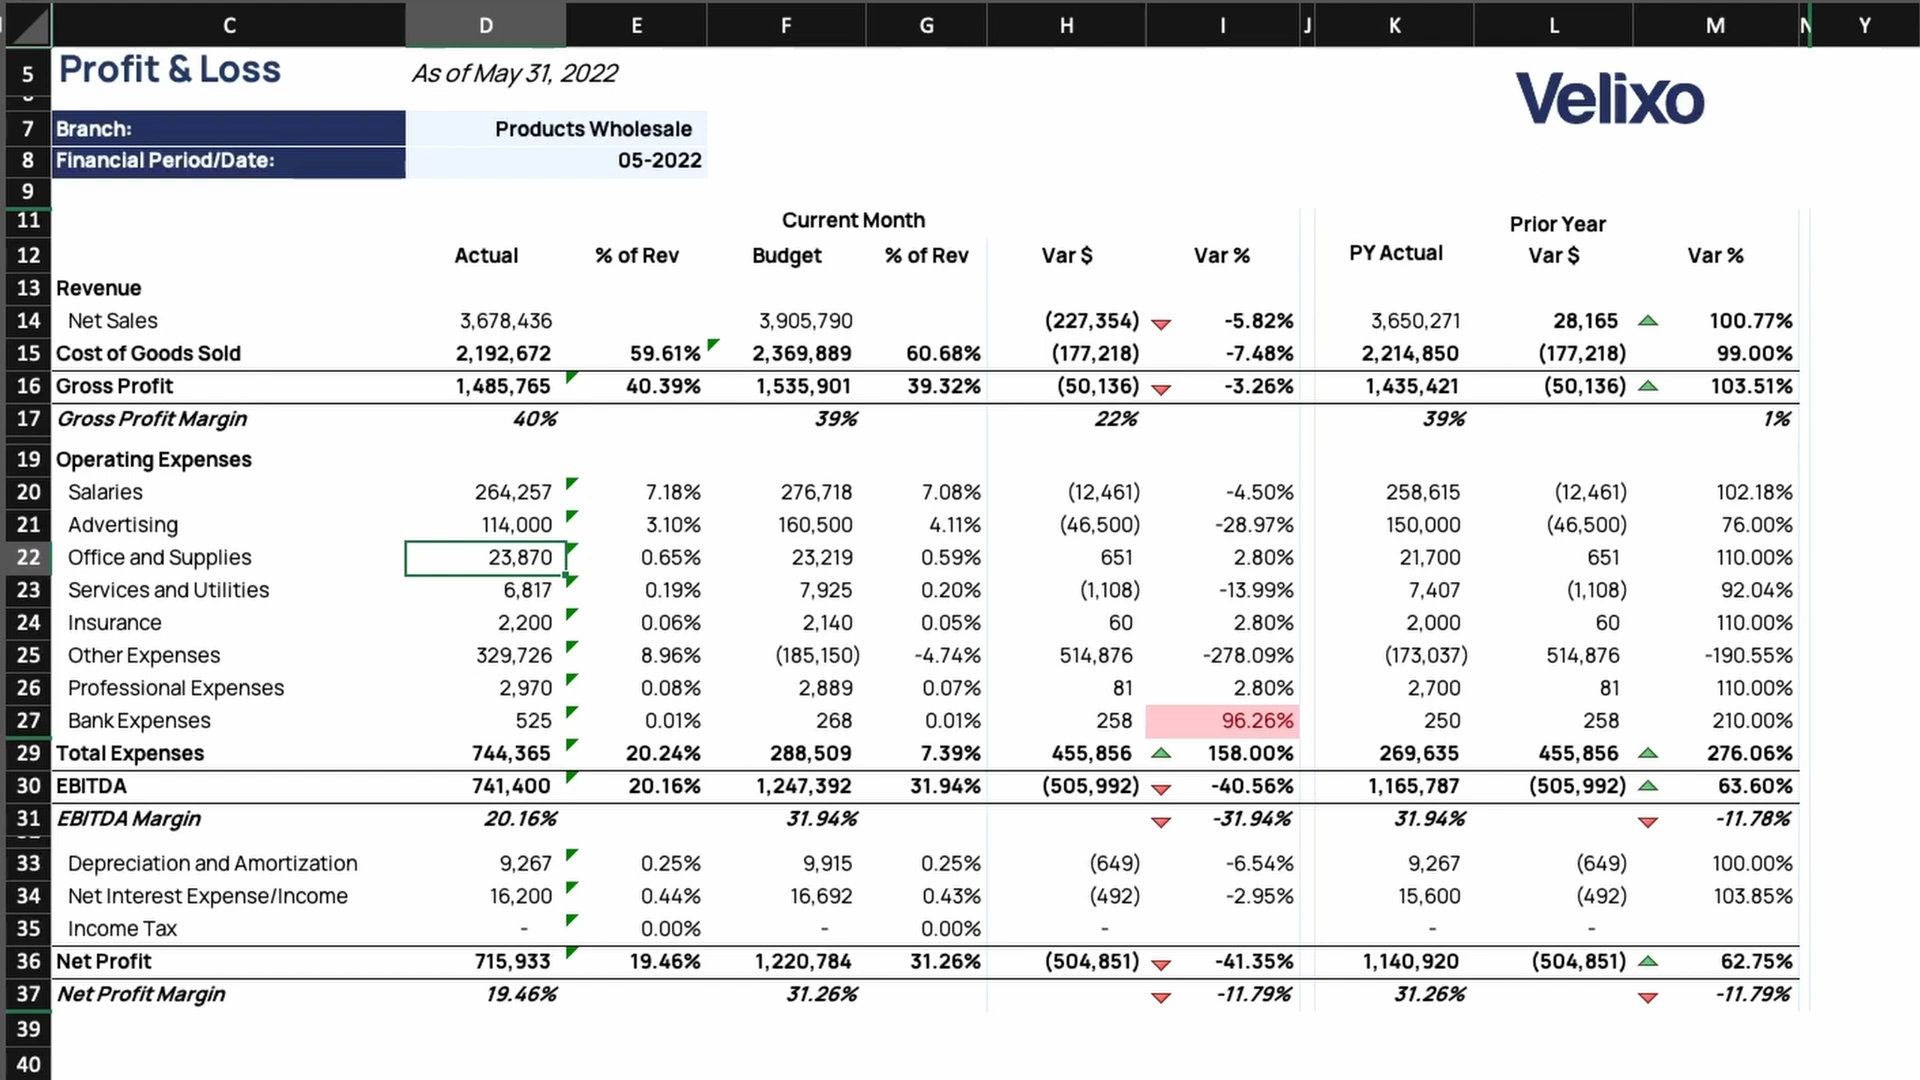 C D E F G H I J K L M N Y
5 Profit & Loss As of May 31, 2022 Velixo
7 Branch: Products Wholesale
8 Financial Period/Date: 05-2022
9
11 Current Month Prior Year
12 Actual % of Rev Budget % of Rev Var $ Var % PY Actual Var $ Var %
13 Revenue
14 Net Sales 3,678,436 3,905,790 (227,354) -5.82% 3,650,271 28,165 100.77%
15 Cost of Goods Sold 2,192,672 59.61% 2,369,889 60.68% (177,218) -7.48% 2,214,850 (177,218) 99.00%
16 Gross Profit 1,485,765 40.39% 1,535,901 39.32% (50,136) -3.26% 1,435,421 (50,136) 103.51%
17 Gross Profit Margin 40% 39% 22% 39% 1%
19 Operating Expenses
20 Salaries 264,257 7.18% 276,718 7.08% (12,461) -4.50% 258,615 (12,461) 102.18%
21 Advertising 114,000 3.10% 160,500 4.11% (46,500) -28.97% 150,000 (46,500) 76.00%
22 Office and Supplies 23,870 0.65% 23,219 0.59% 651 2.80% 21,700 651 110.00%
23 Services and Utilities 6,817 0.19% 7,925 0.20% (1,108) -13.99% 7,407 (1,108) 92.04%
24 Insurance 2,200 0.06% 2,140 0.05% 60 2.80% 2,000 60 110.00%
25 Other Expenses 329,726 8.96% (185,150) -4.74% 514,876 -278.09% (173,037) 514,876 -190.55%
26 Professional Expenses 2,970 0.08% 2,889 0.07% 81 2.80% 2,700 81 110.00%
27 Bank Expenses 525 0.01% 268 0.01% 258 96.26% 250 258 210.00%
29 Total Expenses 744,365 20.24% 288,509 7.39% 455,856 158.00% 269,635 455,856 276.06%
30 EBITDA 741,400 20.16% 1,247,392 31.94% (505,992) -40.56% 1,165,787 (505,992) 63.60%
31 EBITDA Margin 20.16% 31.94% -31.94% 31.94% -11.78%
33 Depreciation and Amortization 9,267 0.25% 9,915 0.25% (649) -6.54% 9,267 (649) 100.00%
34 Net Interest Expense/Income 16,200 0.44% 16,692 0.43% (492) -2.95% 15,600 (492) 103.85%
35 Income Tax - 0.00% - 0.00% - - -
36 Net Profit 715,933 19.46% 1,220,784 31.26% (504,851) -41.35% 1,140,920 (504,851) 62.75%
37 Net Profit Margin 19.46% 31.26% -11.79% 31.26% -11.79%
39
40